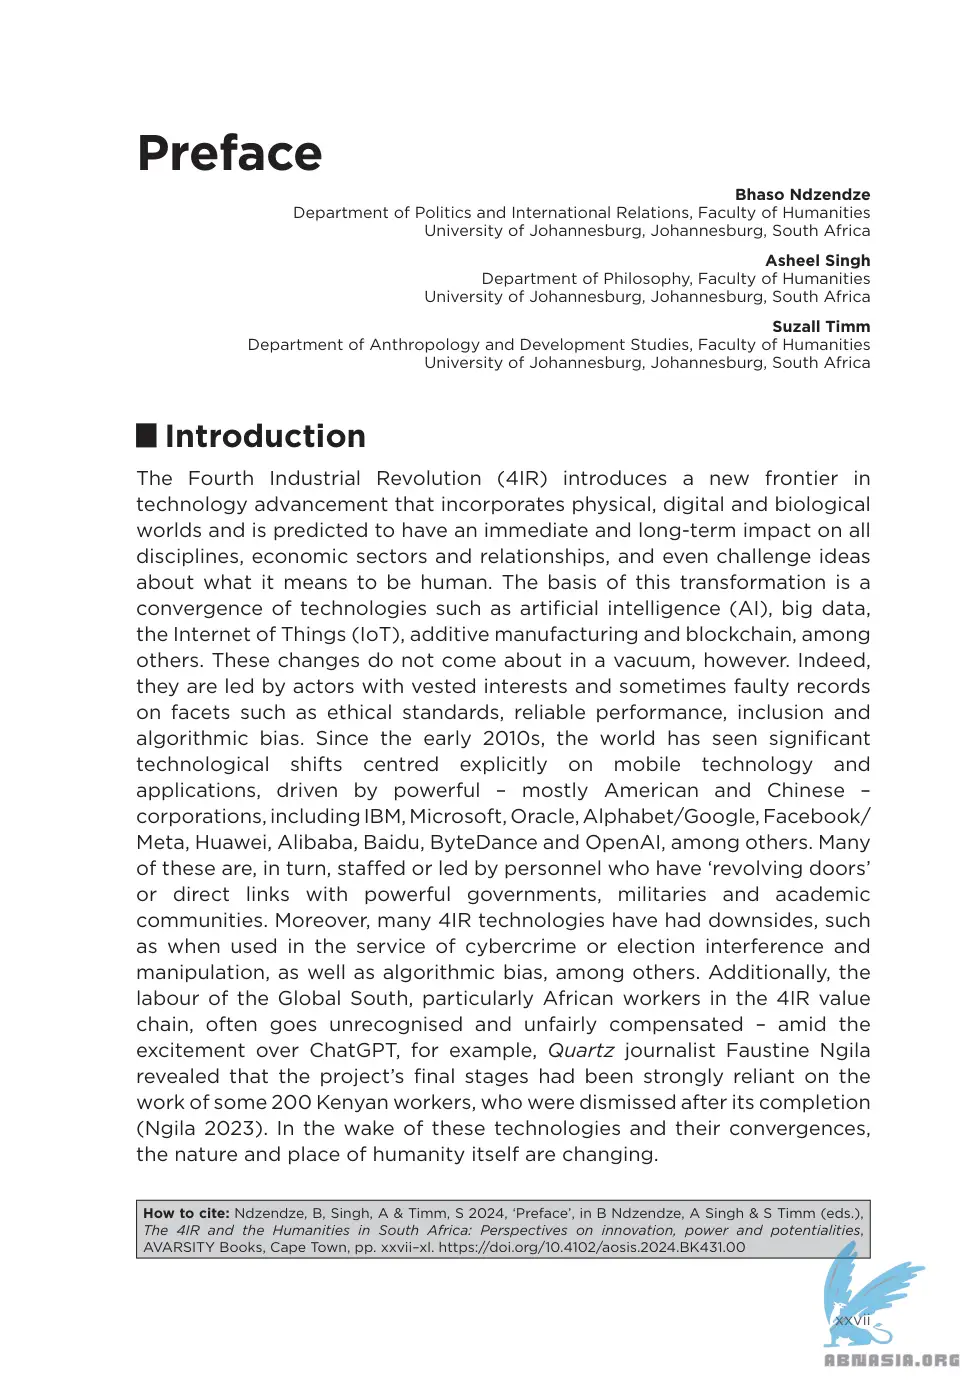 Preface
Bhaso Ndzendze
Department of Politics and International Relations, Faculty of Humanities
University of Johannesburg, Johannesburg, South Africa
Asheel Singh
Department of Philosophy, Faculty of Humanities
University of Johannesburg, Johannesburg, South Africa
Suzall Timm
Department of Anthropology and Development Studies, Faculty of Humanities
University of Johannesburg, Johannesburg, South Africa
Introduction
The Fourth Industrial Revolution (4IR) introduces a new frontier in
technology advancement that incorporates physical, digital and biological
worlds and is predicted to have an immediate and long-term impact on all
disciplines, economic sectors and relationships, and even challenge ideas
about what it means to be human. The basis of this transformation is a
convergence of technologies such as artificial intelligence (AI), big data,
the Internet of Things (IoT), additive manufacturing and blockchain, among
others. These changes do not come about in a vacuum, however. Indeed,
they are led by actors with vested interests and sometimes faulty records
on facets such as ethical standards, reliable performance, inclusion and
algorithmic bias. Since the early 2010s, the world has seen significant
technological shifts centred explicitly on mobile technology and
applications, driven by powerful – mostly American and Chinese –
corporations, including IBM, Microsoft, Oracle, Alphabet/Google, Facebook/
Meta, Huawei, Alibaba, Baidu, ByteDance and OpenAI, among others. Many
of these are, in turn, staffed or led by personnel who have ‘revolving doors’
or direct links with powerful governments, militaries and academic
communities. Moreover, many 4IR technologies have had downsides, such
as when used in the service of cybercrime or election interference and
manipulation, as well as algorithmic bias, among others. Additionally, the
labour of the Global South, particularly African workers in the 4IR value
chain, often goes unrecognised and unfairly compensated – amid the
excitement over ChatGPT, for example, Quartz journalist Faustine Ngila
revealed that the project’s final stages had been strongly reliant on the
work of some 200 Kenyan workers, who were dismissed after its completion
(Ngila 2023). In the wake of these technologies and their convergences,
the nature and place of humanity itself are changing.
How to cite: Ndzendze, B, Singh, A & Timm, S 2024, ‘Preface’, in B Ndzendze, A Singh & S Timm (eds.),
The 4IR and the Humanities in South Africa: Perspectives on innovation, power and potentialities,
AVARSITY Books, Cape Town, pp. xxvii–xl. https://doi.org/10.4102/aosis.2024.BK431.00
xxvii
ABNASIA.ORG